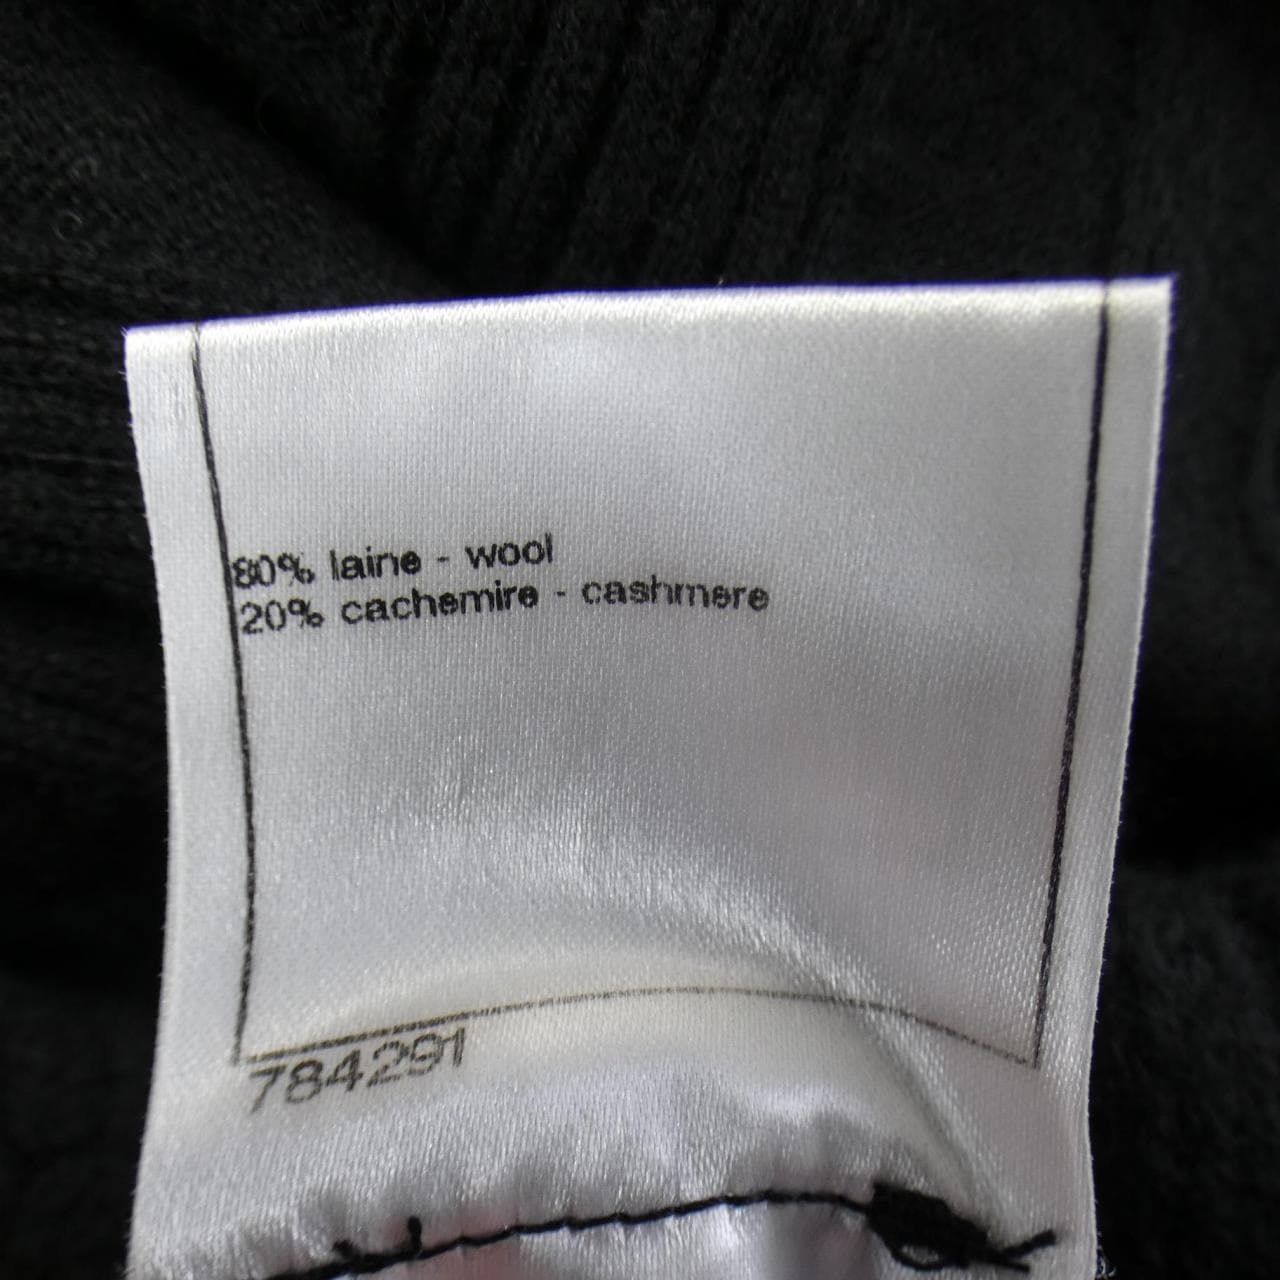 80% laine - wool
20% cachemire - cashmere
784291